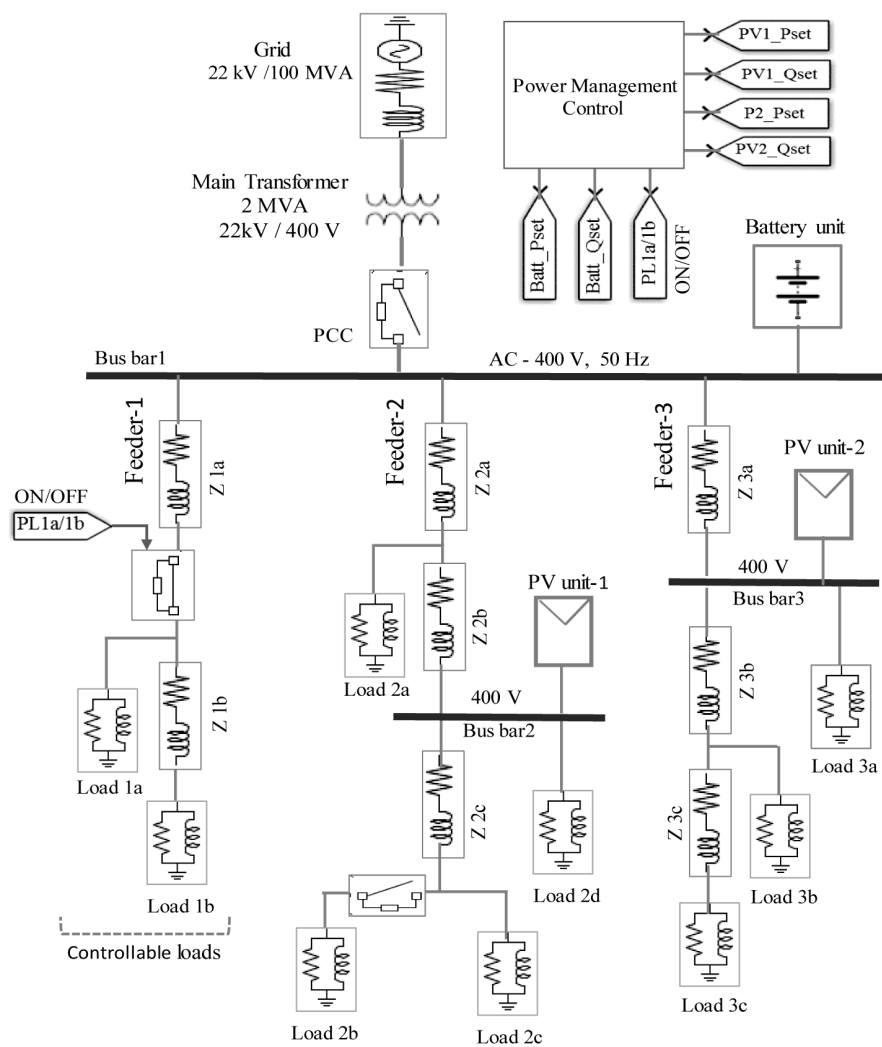 Grid
22 kV /100 MVA
Main Transformer
2 MVA
22kV / 400 V
PCC
Power Management
Control
PV1_Pset
PV1_Qset
P2_Pset
PV2_Qset
Batt_Pset
Batt_Qset
PL1a/1b
ON/OFF
Battery unit
Bus bar1
AC - 400 V, 50 Hz
Feeder-1
Z 1a
ON/OFF
PL1a/1b
Load 1a
Z 1b
Load 1b
Controllable loads
Feeder-2
Z 2a
Load 2a
Z 2b
PV unit-1
400 V
Bus bar2
Z 2c
Load 2d
Load 2b
Load 2c
Feeder-3
Z 3a
PV unit-2
400 V
Bus bar3
Z 3b
Load 3a
Z 3c
Load 3b
Load 3c